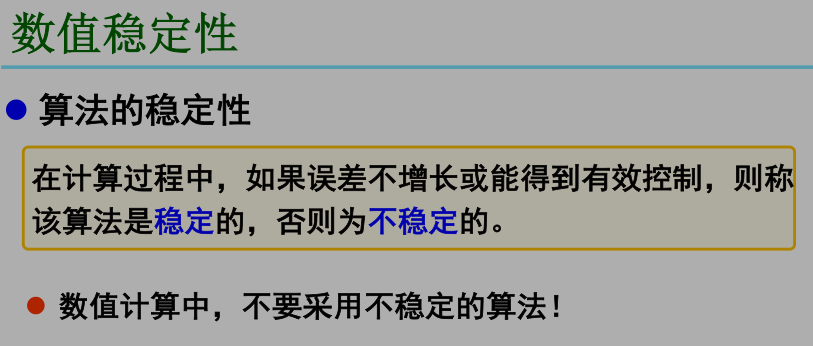 数值稳定性
算法的稳定性
在计算过程中，如果误差不增长或能得到有效控制，则称
该算法是稳定的，否则为不稳定的。
数值计算中，不要采用不稳定的算法！